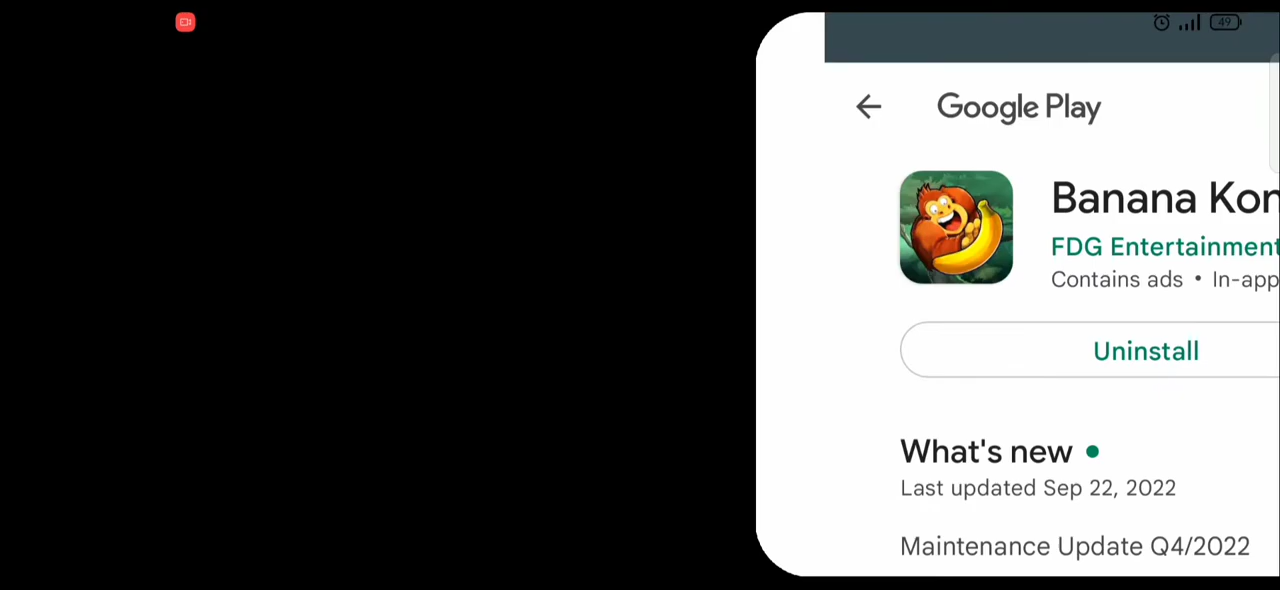 49
Google Play
Banana Kon
FDG Entertainment
Contains ads • In-app
Uninstall
What's new
Last updated Sep 22, 2022
Maintenance Update Q4/2022